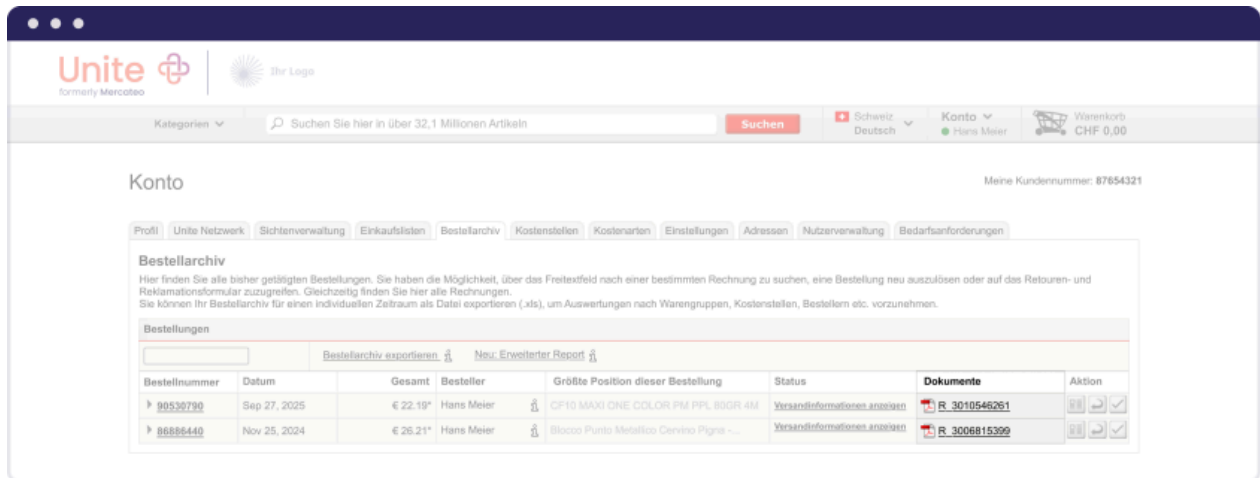 Unite
formerly Mercateo
Ihr Logo
Kategorien
Suchen Sie hier in über 32,1 Millionen Artikeln
Suchen
Schweiz
Deutsch
Konto
Hans Meier
Warenkorb
CHF 0,00
Konto
Meine Kundennummer: 87654321
Profil Unite Netzwerk Sichtenverwaltung Einkaufslisten Bestellarchiv Kostenstellen Kostenarten Einstellungen Adressen Nutzerverwaltung Bedarfsanforderungen
Bestellarchiv
Hier finden Sie alle bisher getätigten Bestellungen. Sie haben die Möglichkeit, über das Freitextfeld nach einer bestimmten Rechnung zu suchen, eine Bestellung neu auszulösen oder auf das Retouren- und
Reklamationsformular zuzugreifen. Gleichzeitig finden Sie hier alle Rechnungen.
Sie können Ihr Bestellarchiv für einen individuellen Zeitraum als Datei exportieren (.xls), um Auswertungen nach Warengruppen, Kostenstellen, Bestellern etc. vorzunehmen.
Bestellungen
Bestellarchiv exportieren Neu: Erweiterter Report
Bestellnummer Datum Gesamt Besteller Größte Position dieser Bestellung Status Dokumente Aktion
90530790 Sep 27, 2025 € 22.19* Hans Meier CF10 MAXI ONE COLOR PM PPL 80GR 4M Versandinformationen anzeigen R_3010546261
86886440 Nov 25, 2024 € 26.21* Hans Meier Blocco Punto Metallico Cervino Pigna -... Versandinformationen anzeigen R_3006815399